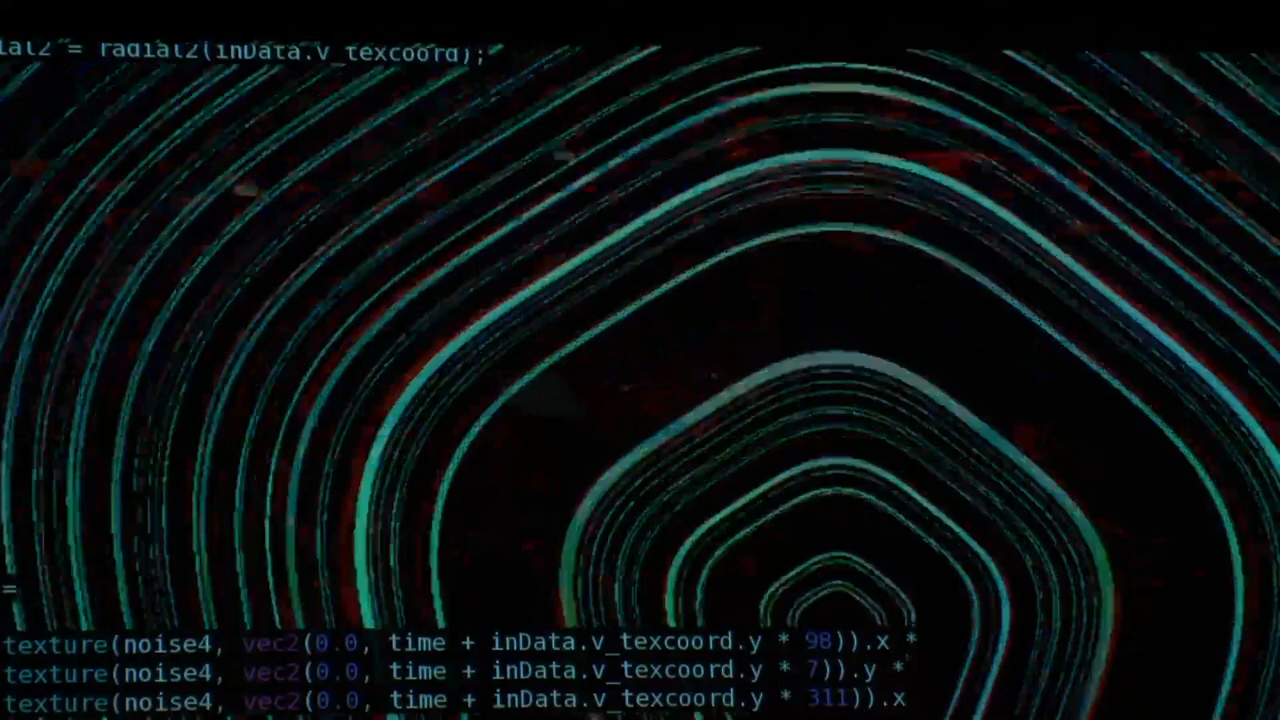 ial2 = radial2(inData.v_texcoord);
=
texture(noise4, vec2(0.0, time + inData.v_texcoord.y * 98)).x *
texture(noise4, vec2(0.0, time + inData.v_texcoord.y * 7)).y *
texture(noise4, vec2(0.0, time + inData.v_texcoord.y * 311)).x